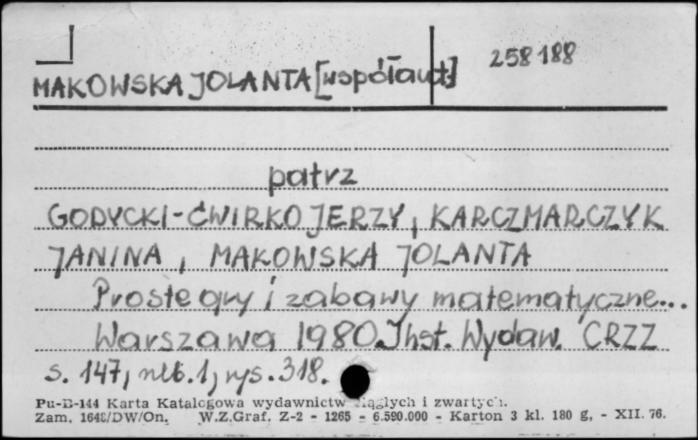 258188
MAKOWSKA JOLANTA [współaut]
patrz
GODYCKI-ĆWIRKO JERZY, KARCZMARCZYK
JANINA, MAKOWSKA JOLANTA
Proste gry i zabawy matematyczne...
Warszawa 1980. Inst. Wydaw. CRZZ
s. 147, nlb. 1, rys. 318.
Pu-B-144 Karta Katalogowa wydawnictw ciągłych i zwartych.
Zam. 1648/DW/On. W.Z.Graf. Z-2 - 1265 - 6.590.000 - Karton 3 kl. 180 g, - XII. 76.